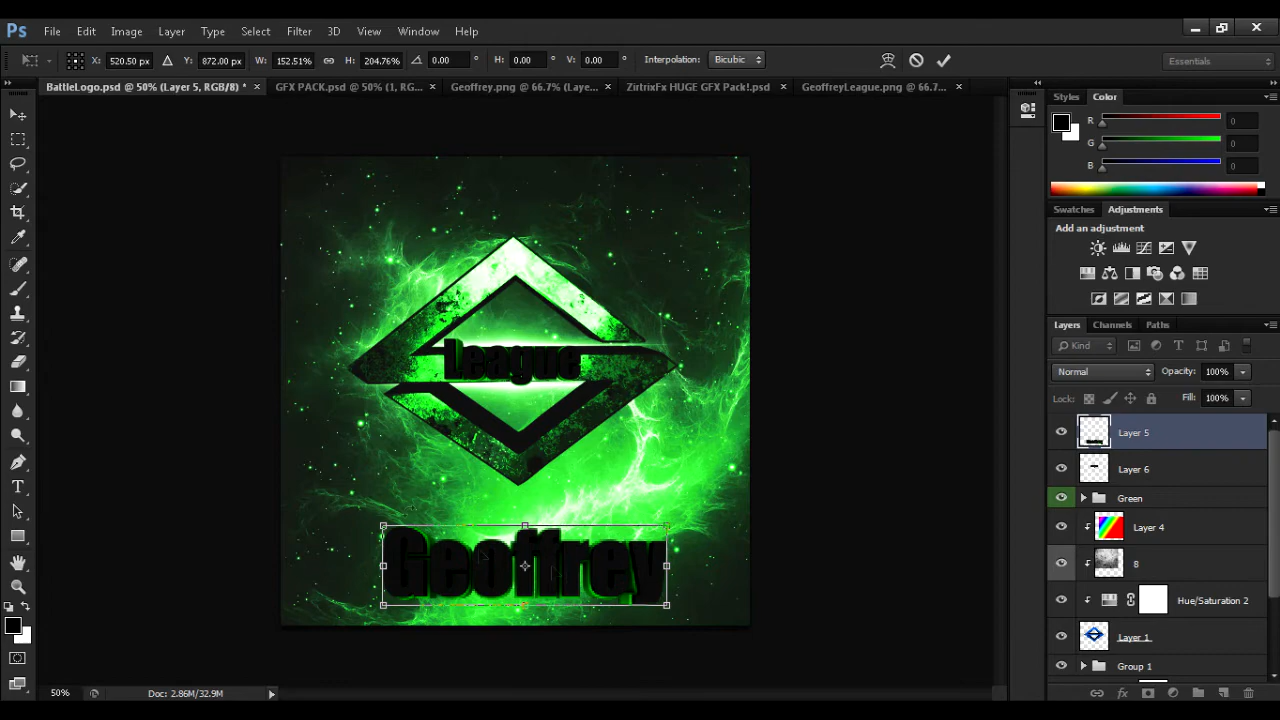 Ps File Edit Image Layer Type Select Filter 3D View Window Help
X: 520.50 px Y: 872.00 px W: 152.51% H: 204.76% 0.00 ° H: 0.00 ° V: 0.00 ° Interpolation: Bicubic Essentials
BattleLogo.psd @ 50% (Layer 5, RGB/8) * × GFX PACK.psd @ 50% (1, RG... × Geoffrey.png @ 66.7% (Laye... × ZirtrixFx HUGE GFX Pack!.psd × GeoffreyLeague.png @ 66.7... ×
Styles Color
R 0
G 0
B 0
Swatches Adjustments
Add an adjustment
Layers Channels Paths
Kind
Normal Opacity: 100%
Lock: Fill: 100%
Layer 5
Layer 6
Green
Layer 4
8
Hue/Saturation 2
Layer 1
Group 1
League
Geoffrey
50% Doc: 2.86M/32.9M